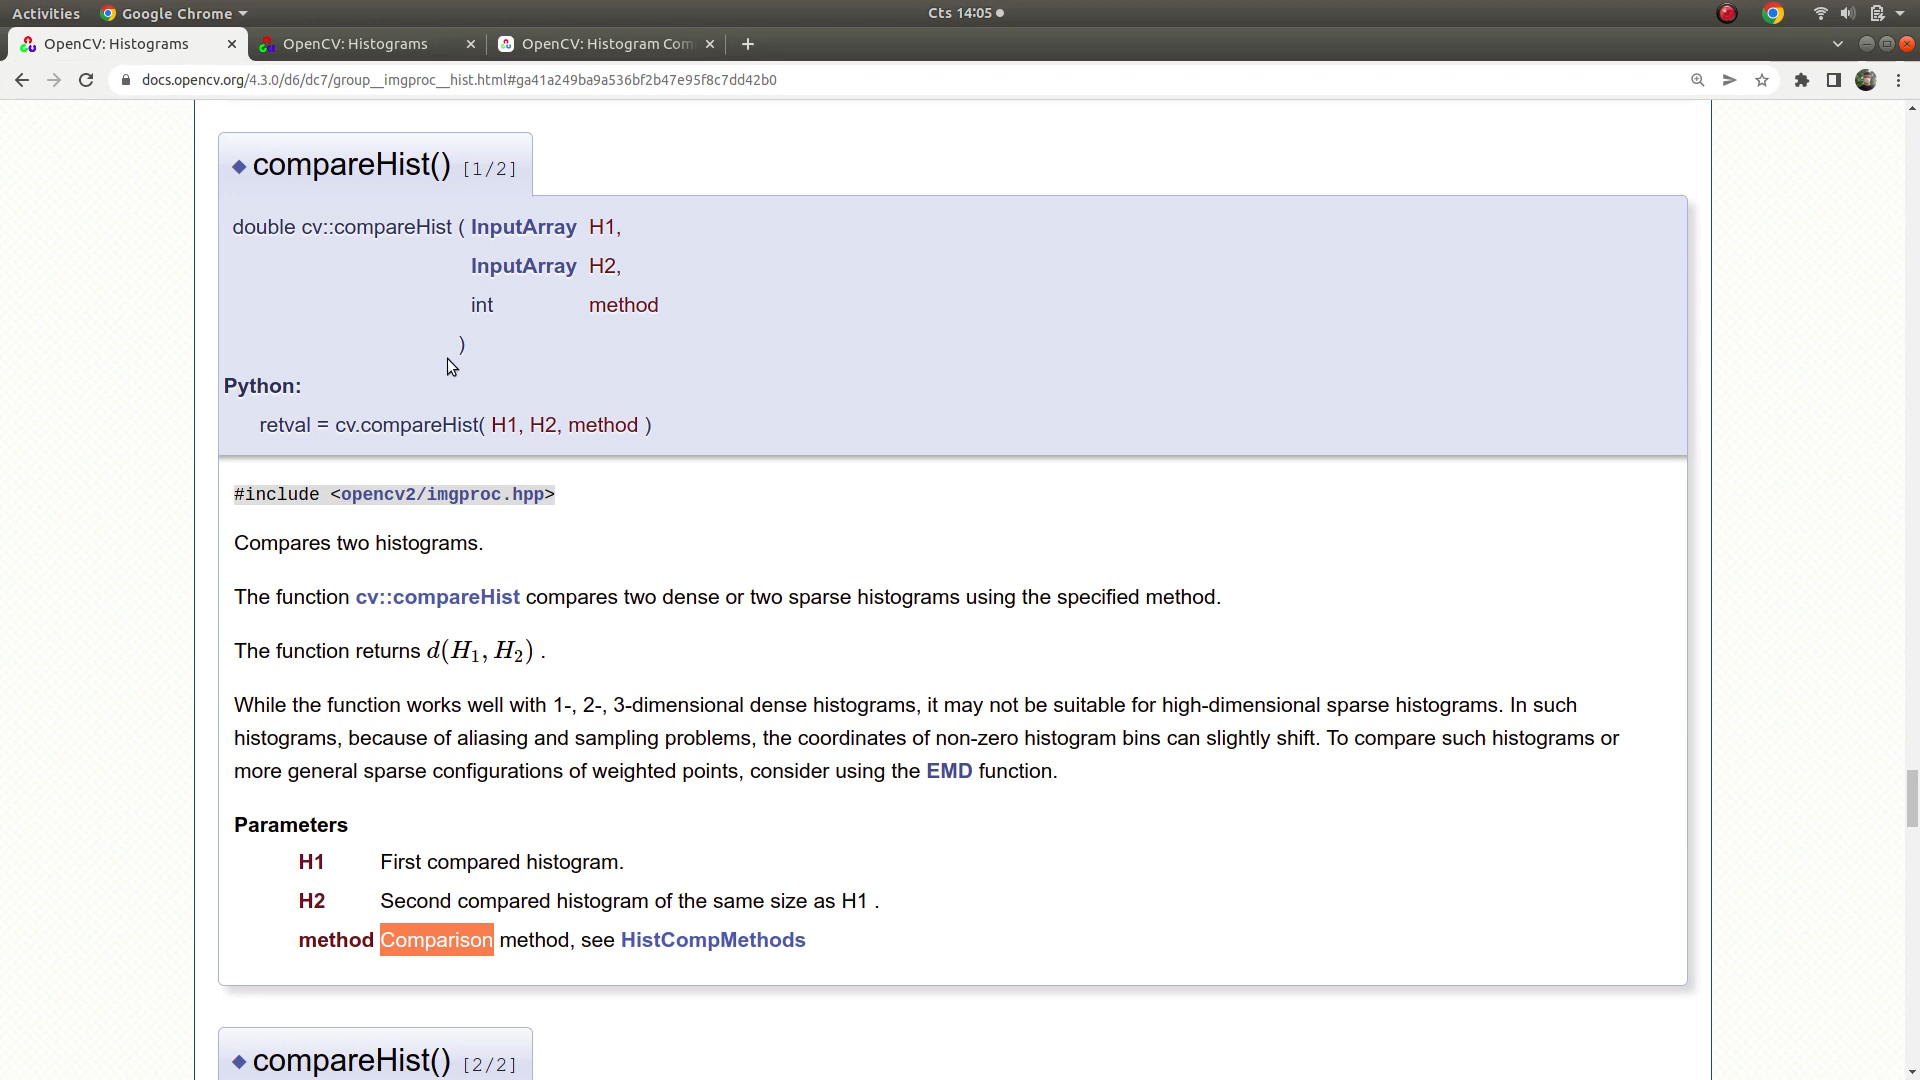 Activities Google Chrome Cts 14:05
OpenCV: Histograms OpenCV: Histograms OpenCV: Histogram Com
docs.opencv.org/4.3.0/d6/dc7/group__imgproc__hist.html#ga41a249ba9a536bf2b47e95f8c7dd42b0
◆ compareHist() [1/2]
double cv::compareHist ( InputArray H1,
InputArray H2,
int method
)
Python:
retval = cv.compareHist( H1, H2, method )
#include <opencv2/imgproc.hpp>
Compares two histograms.
The function cv::compareHist compares two dense or two sparse histograms using the specified method.
The function returns d(H₁, H₂) .
While the function works well with 1-, 2-, 3-dimensional dense histograms, it may not be suitable for high-dimensional sparse histograms. In such
histograms, because of aliasing and sampling problems, the coordinates of non-zero histogram bins can slightly shift. To compare such histograms or
more general sparse configurations of weighted points, consider using the EMD function.
Parameters
H1 First compared histogram.
H2 Second compared histogram of the same size as H1 .
method Comparison method, see HistCompMethods
◆ compareHist() [2/2]